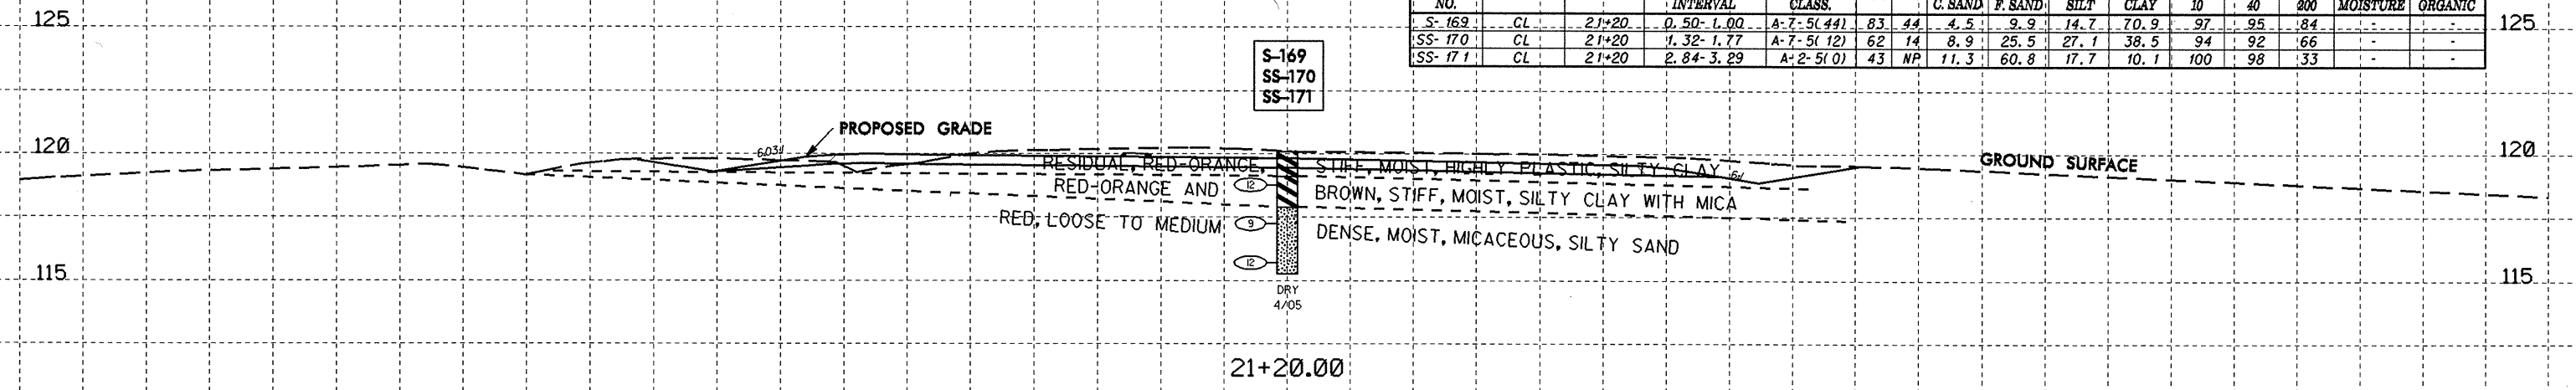 NO. INTERVAL CLASS. C. SAND F. SAND SILT CLAY 10 40 200 MOISTURE ORGANIC
125 125
S-169 CL 21+20 0.50-1.00 A-7-5(44) 83 44 4.5 9.9 14.7 70.9 97 95 84 - -
SS-170 CL 21+20 1.32-1.77 A-7-5(12) 62 14 8.9 25.5 27.1 38.5 94 92 66 - -
SS-171 CL 21+20 2.84-3.29 A-2-5(0) 43 NP 11.3 60.8 17.7 10.1 100 98 33 - -
S-169
SS-170
SS-171
PROPOSED GRADE
120 120
RESIDUAL, RED-ORANGE, STIFF, MOIST, HIGHLY PLASTIC, SILTY CLAY
GROUND SURFACE
RED-ORANGE AND 12 BROWN, STIFF, MOIST, SILTY CLAY WITH MICA
RED, LOOSE TO MEDIUM 9 DENSE, MOIST, MICACEOUS, SILTY SAND
12
115 115
DRY
4/05
21+20.00